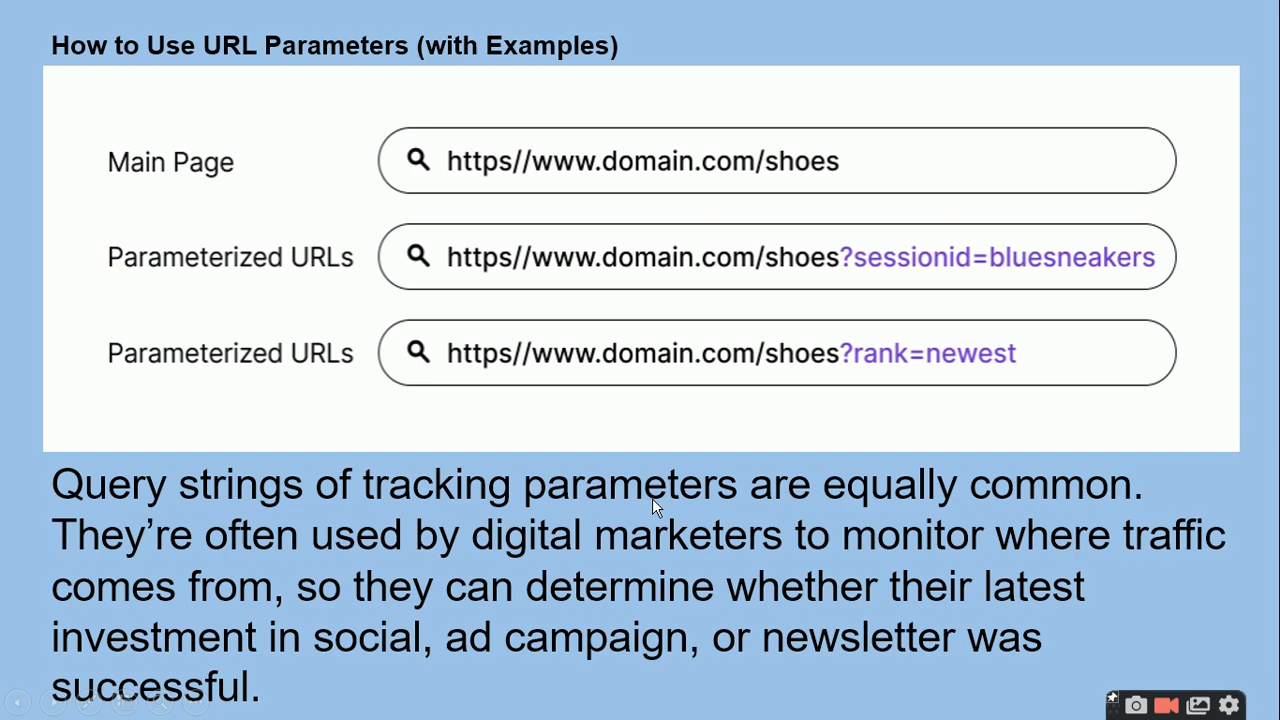 How to Use URL Parameters (with Examples)
Main Page
https//www.domain.com/shoes
Parameterized URLs
https//www.domain.com/shoes?sessionid=bluesneakers
Parameterized URLs
https//www.domain.com/shoes?rank=newest
Query strings of tracking parameters are equally common.
They’re often used by digital marketers to monitor where traffic
comes from, so they can determine whether their latest
investment in social, ad campaign, or newsletter was
successful.